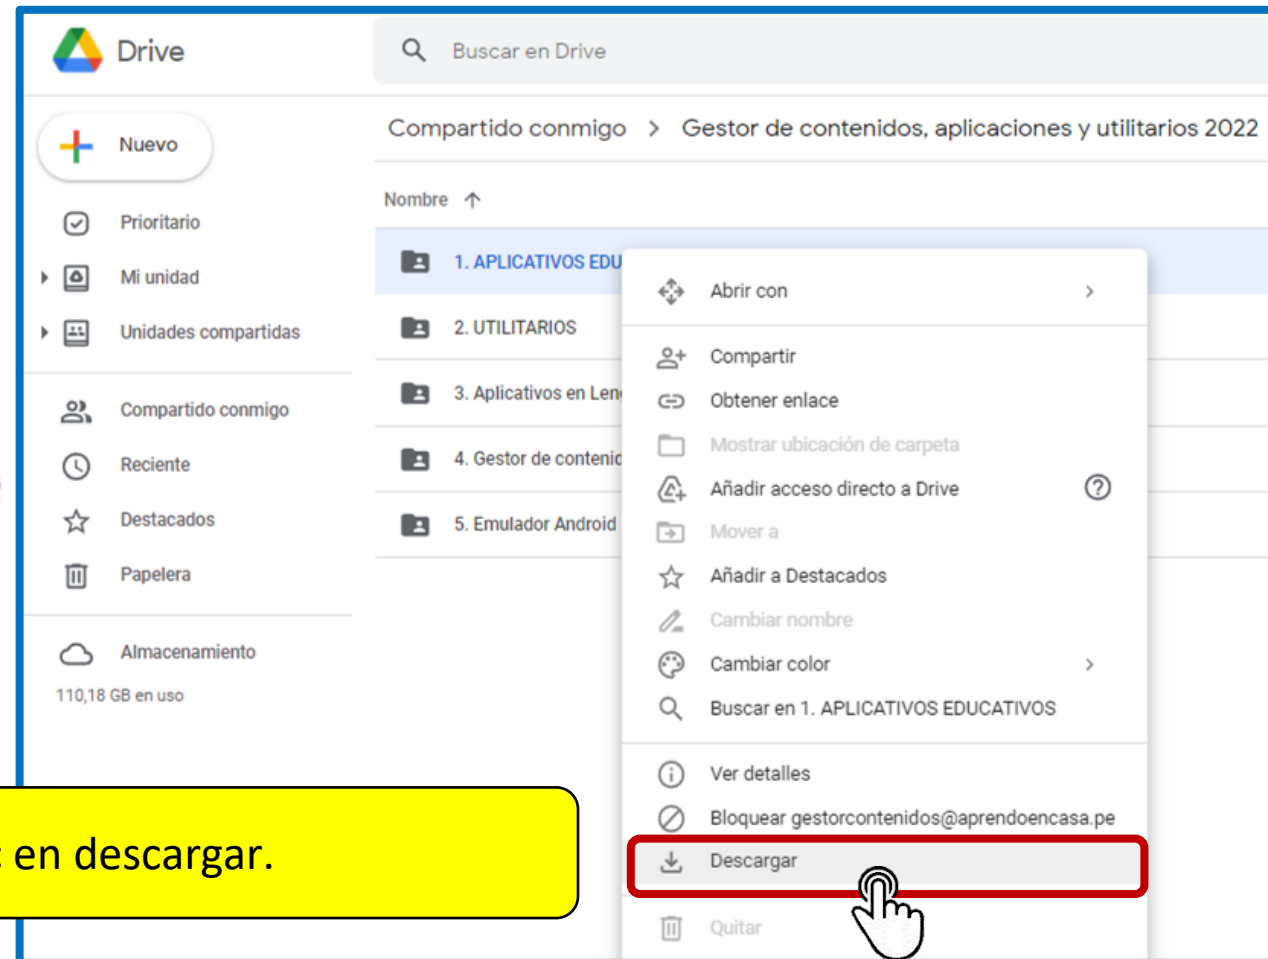 Drive
Buscar en Drive
Nuevo
Compartido conmigo > Gestor de contenidos, aplicaciones y utilitarios 2022
Nombre
Prioritario
Mi unidad
Unidades compartidas
Compartido conmigo
Reciente
Destacados
Papelera
Almacenamiento
110,18 GB en uso
1. APLICATIVOS EDU
2. UTILITARIOS
3. Aplicativos en Len
4. Gestor de contenid
5. Emulador Android
Abrir con
Compartir
Obtener enlace
Mostrar ubicación de carpeta
Añadir acceso directo a Drive
Mover a
Añadir a Destacados
Cambiar nombre
Cambiar color
Buscar en 1. APLICATIVOS EDUCATIVOS
Ver detalles
Bloquear gestorcontenidos@aprendoencasa.pe
Descargar
Quitar
en descargar.